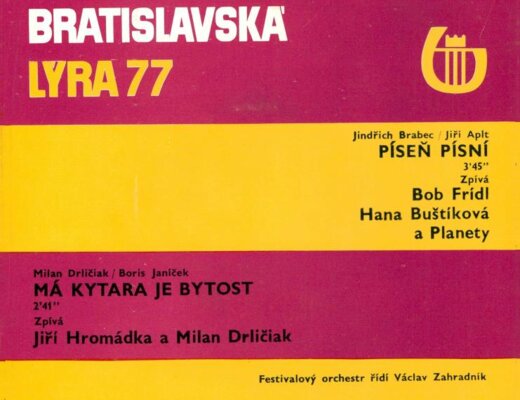 BRATISLAVSKÁ
LÝRA 77
Jindřich Brabec / Jiří Aplt
PÍSEŇ PÍSNÍ
3'45"
Zpívá
Bob Frídl
Hana Buštíková
a Planety
Milan Drličiak / Boris Janíček
MÁ KYTARA JE BYTOST
2'41"
Zpívá
Jiří Hromádka a Milan Drličiak
Festivalový orchestr řídí Václav Zahradník